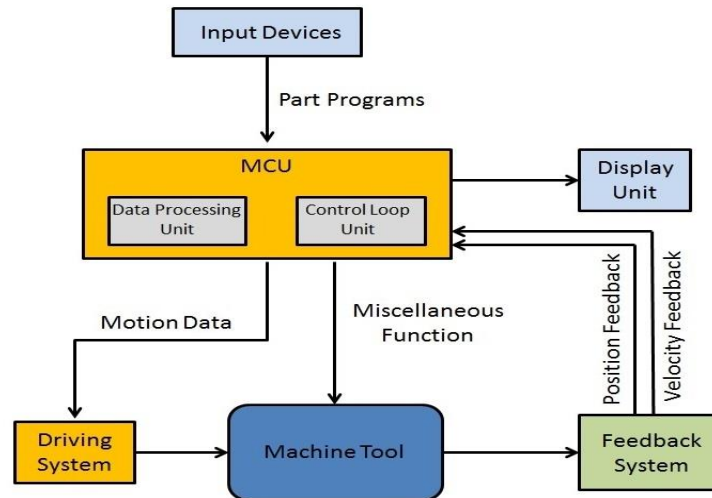 Input Devices
Part Programs
MCU
Data Processing
Unit
Control Loop
Unit
Display
Unit
Motion Data
Miscellaneous
Function
Position Feedback
Velocity Feedback
Driving
System
Machine Tool
Feedback
System